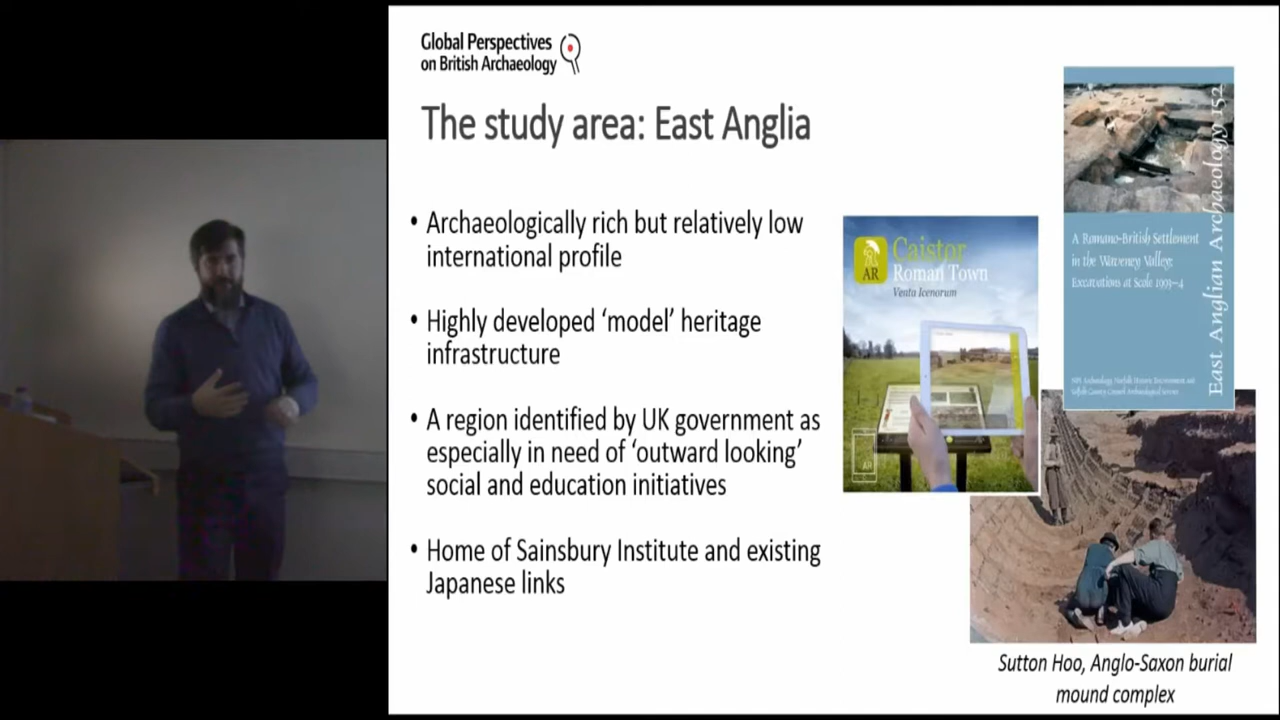 Global Perspectives
on British Archaeology
The study area: East Anglia
• Archaeologically rich but relatively low
international profile
• Highly developed ‘model’ heritage
infrastructure
• A region identified by UK government as
especially in need of ‘outward looking’
social and education initiatives
• Home of Sainsbury Institute and existing
Japanese links
AR
Caistor
Roman Town
Venta Icenorum
AR
East Anglian Archaeology 152
A Romano-British Settlement
in the Waveney Valley:
Excavations at Scole 1993–4
Sutton Hoo, Anglo-Saxon burial
mound complex